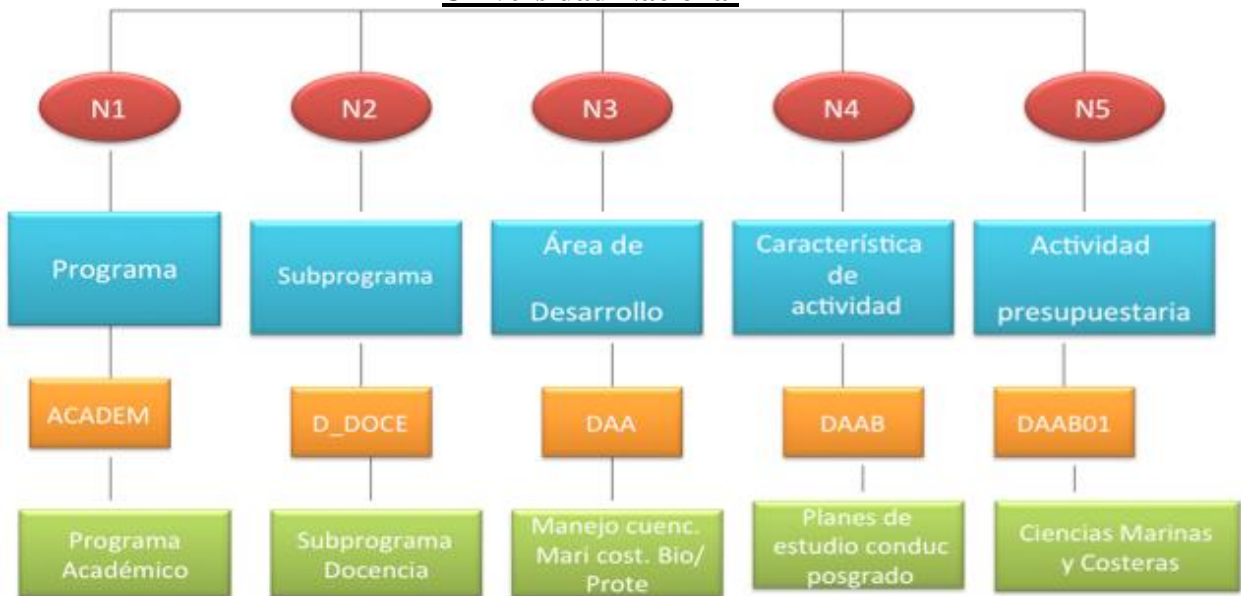 N1
N2
N3
N4
N5
Programa
Subprograma
Área de
Desarrollo
Característica
de
actividad
Actividad
presupuestaria
ACADEM
D_DOCE
DAA
DAAB
DAAB01
Programa
Académico
Subprograma
Docencia
Manejo cuenc.
Mari cost. Bio/
Prote
Planes de
estudio conduc
posgrado
Ciencias Marinas
y Costeras